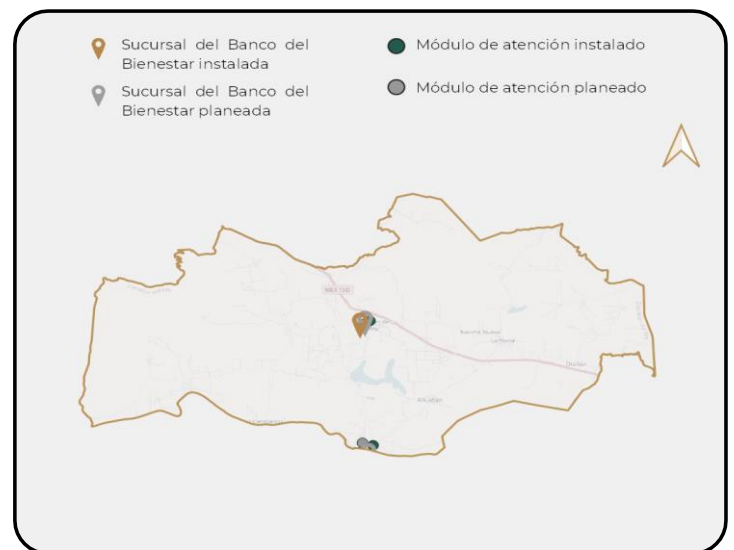 Sucursal del Banco del
Bienestar instalada
Sucursal del Banco del
Bienestar planeada
Módulo de atención instalado
Módulo de atención planeado